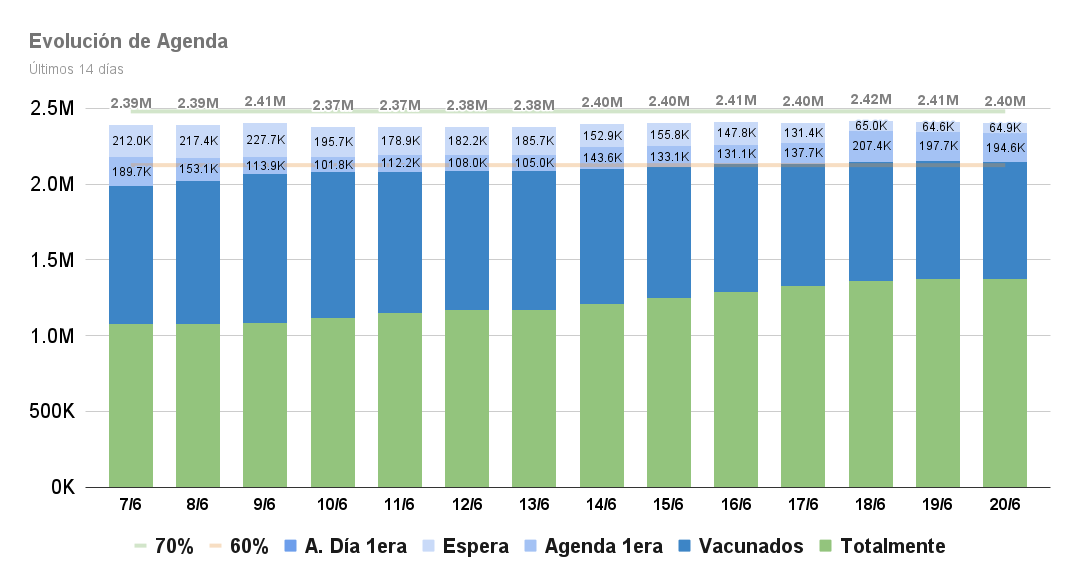 Evolución de Agenda
Últimos 14 días
2.39M 2.39M 2.41M 2.37M 2.37M 2.38M 2.38M 2.40M 2.40M 2.41M 2.40M 2.42M 2.41M 2.40M
2.5M
212.0K 217.4K 227.7K 195.7K 178.9K 182.2K 185.7K 152.9K 155.8K 147.8K 131.4K 65.0K 64.6K 64.9K
189.7K 153.1K 113.9K 101.8K 112.2K 108.0K 105.0K 143.6K 133.1K 131.1K 137.7K 207.4K 197.7K 194.6K
2.0M
1.5M
1.0M
500K
0K
7/6 8/6 9/6 10/6 11/6 12/6 13/6 14/6 15/6 16/6 17/6 18/6 19/6 20/6
70% 60% A. Día 1era Espera Agenda 1era Vacunados Totalmente